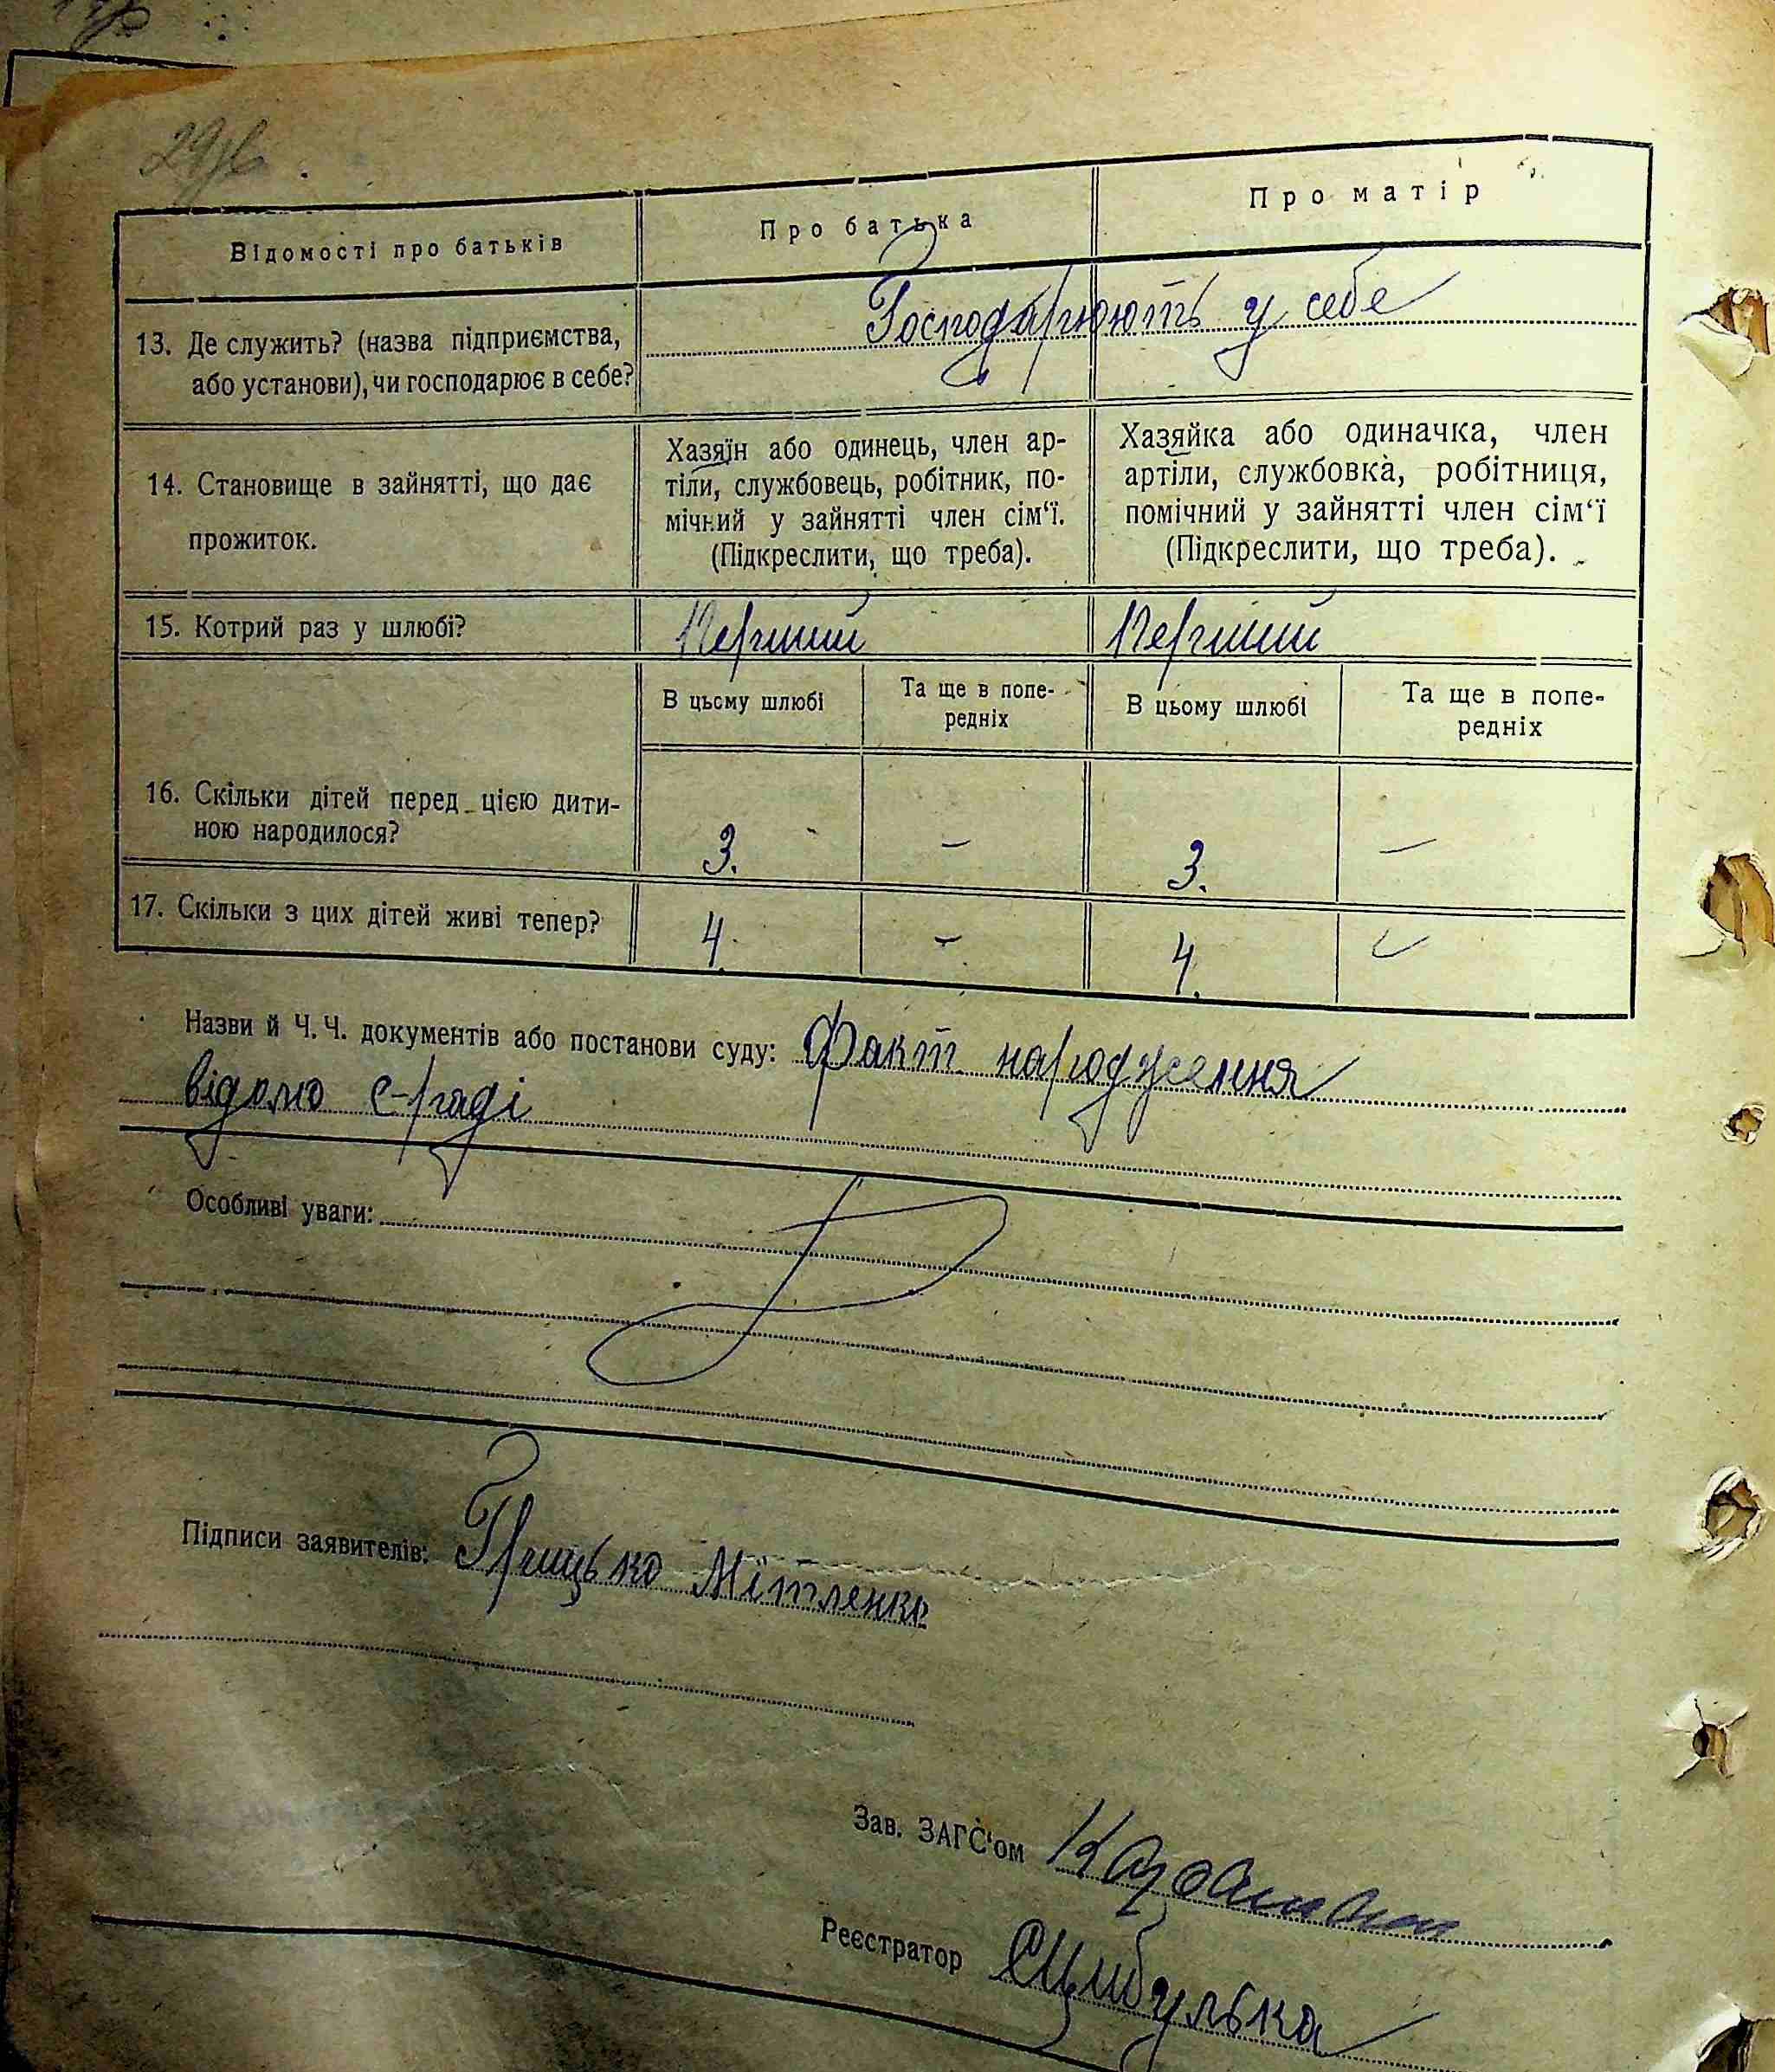 29зв
Відомості про батьків
Про батька
Про матір
13. Де служить? (назва підприємства,
або установи), чи господарює в себе?
Господарюють у себе
14. Становище в зайнятті, що дає
прожиток.
Хазяїн або одинець, член ар-
тіли, службовець, робітник, по-
мічний у зайнятті член сім‘ї.
(Підкреслити, що треба).
Хазяйка або одиначка, член
артіли, службовка, робітниця,
помічний у зайнятті член сім‘ї
(Підкреслити, що треба).
15. Котрий раз у шлюбі?
Перший
Перший
В цьому шлюбі
Та ще в попе-
редніх
В цьому шлюбі
Та ще в попе-
редніх
16. Скільки дітей перед цією дити-
ною народилося?
3.
–
3.
–
17. Скільки з цих дітей живі тепер?
4.
–
4.
–
Назви й Ч. Ч. документів або постанови суду: Факт народження
відомо с-раді
Особливі уваги:
Підписи заявителів: Грицько Мітленко
Зав. ЗАГС‘ом
Реєстратор Цибулька